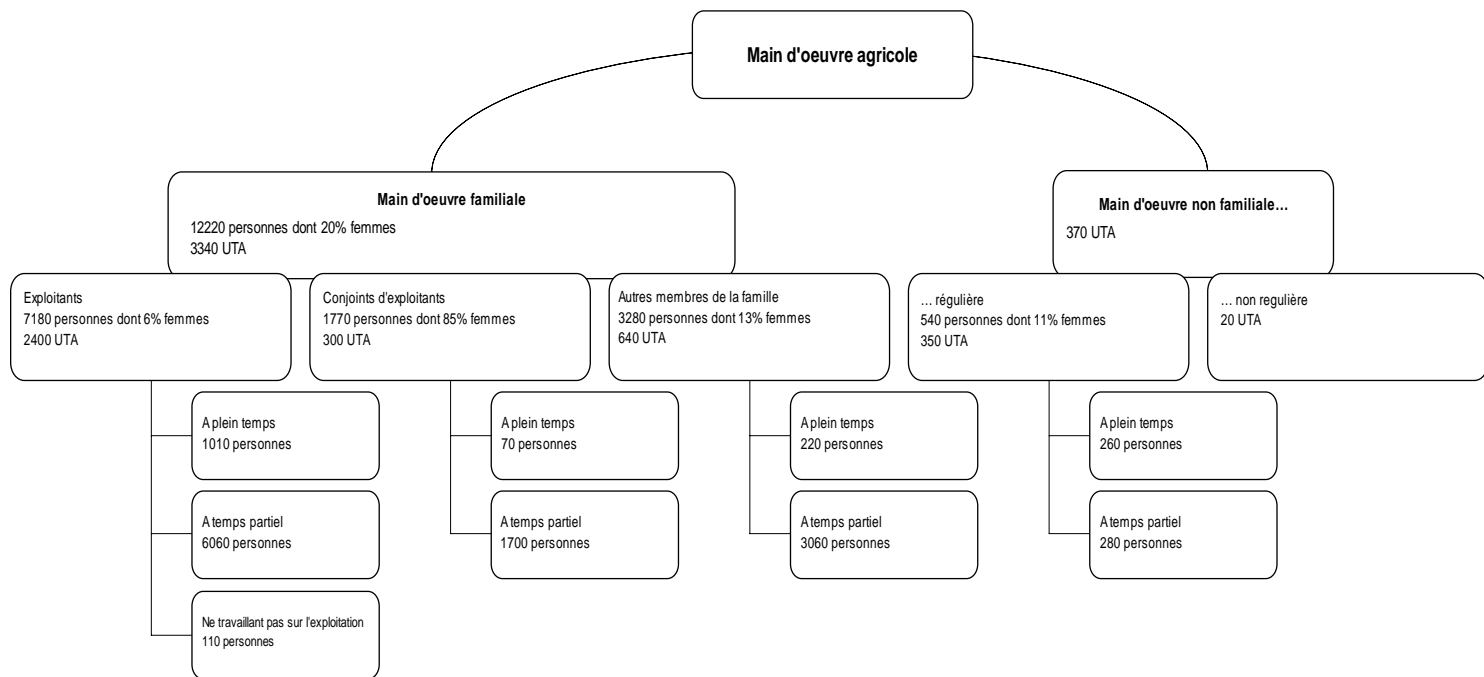 Main d'oeuvre agricole
Main d'oeuvre familiale
12220 personnes dont 20% femmes
3340 UTA
Main d'oeuvre non familiale…
370 UTA
Exploitants
7180 personnes dont 6% femmes
2400 UTA
Conjoints d'exploitants
1770 personnes dont 85% femmes
300 UTA
Autres membres de la famille
3280 personnes dont 13% femmes
640 UTA
… régulière
540 personnes dont 11% femmes
350 UTA
… non regulière
20 UTA
A plein temps
1010 personnes
A plein temps
70 personnes
A plein temps
220 personnes
A plein temps
260 personnes
A temps partiel
6060 personnes
A temps partiel
1700 personnes
A temps partiel
3060 personnes
A temps partiel
280 personnes
Ne travaillant pas sur l'exploitation
110 personnes